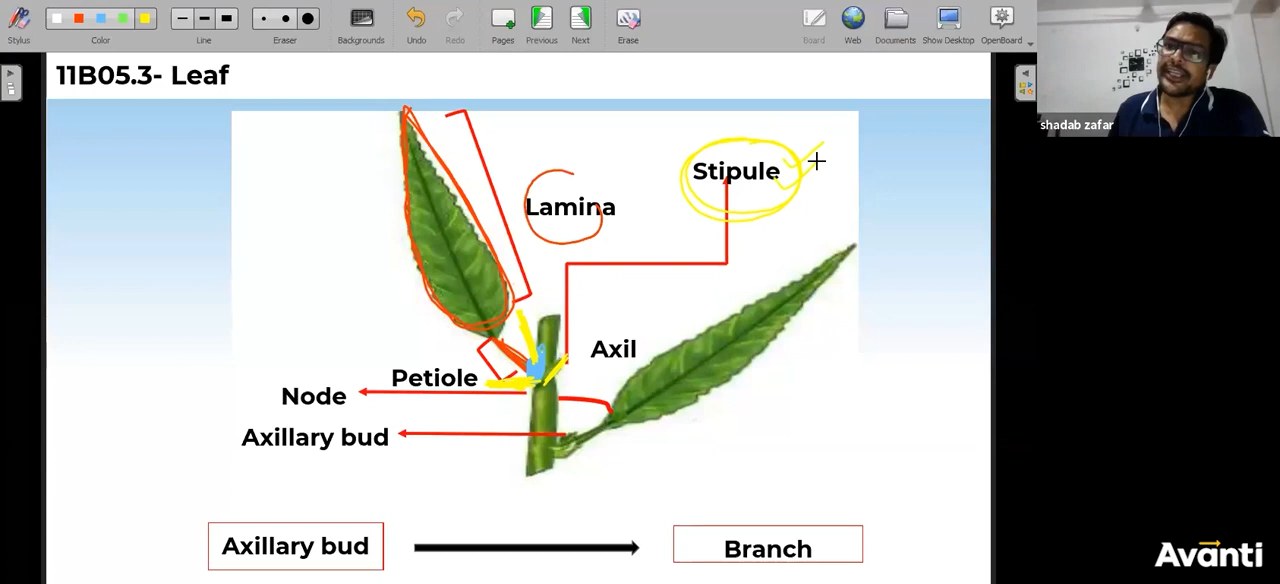 Stylus
Color
Line
Eraser
Backgrounds
Undo
Redo
Pages
Previous
Next
Erase
Board
Web
Documents
Show Desktop
OpenBoard
shadab zafar
11B05.3- Leaf
Stipule
Lamina
Axil
Petiole
Node
Axillary bud
Axillary bud
Branch
Avanti